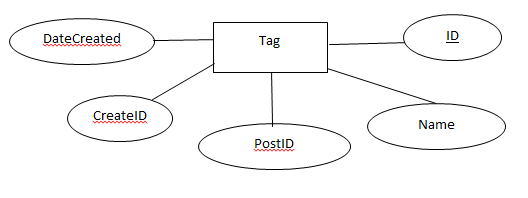 DateCreated
Tag
ID
CreateID
PostID
Name